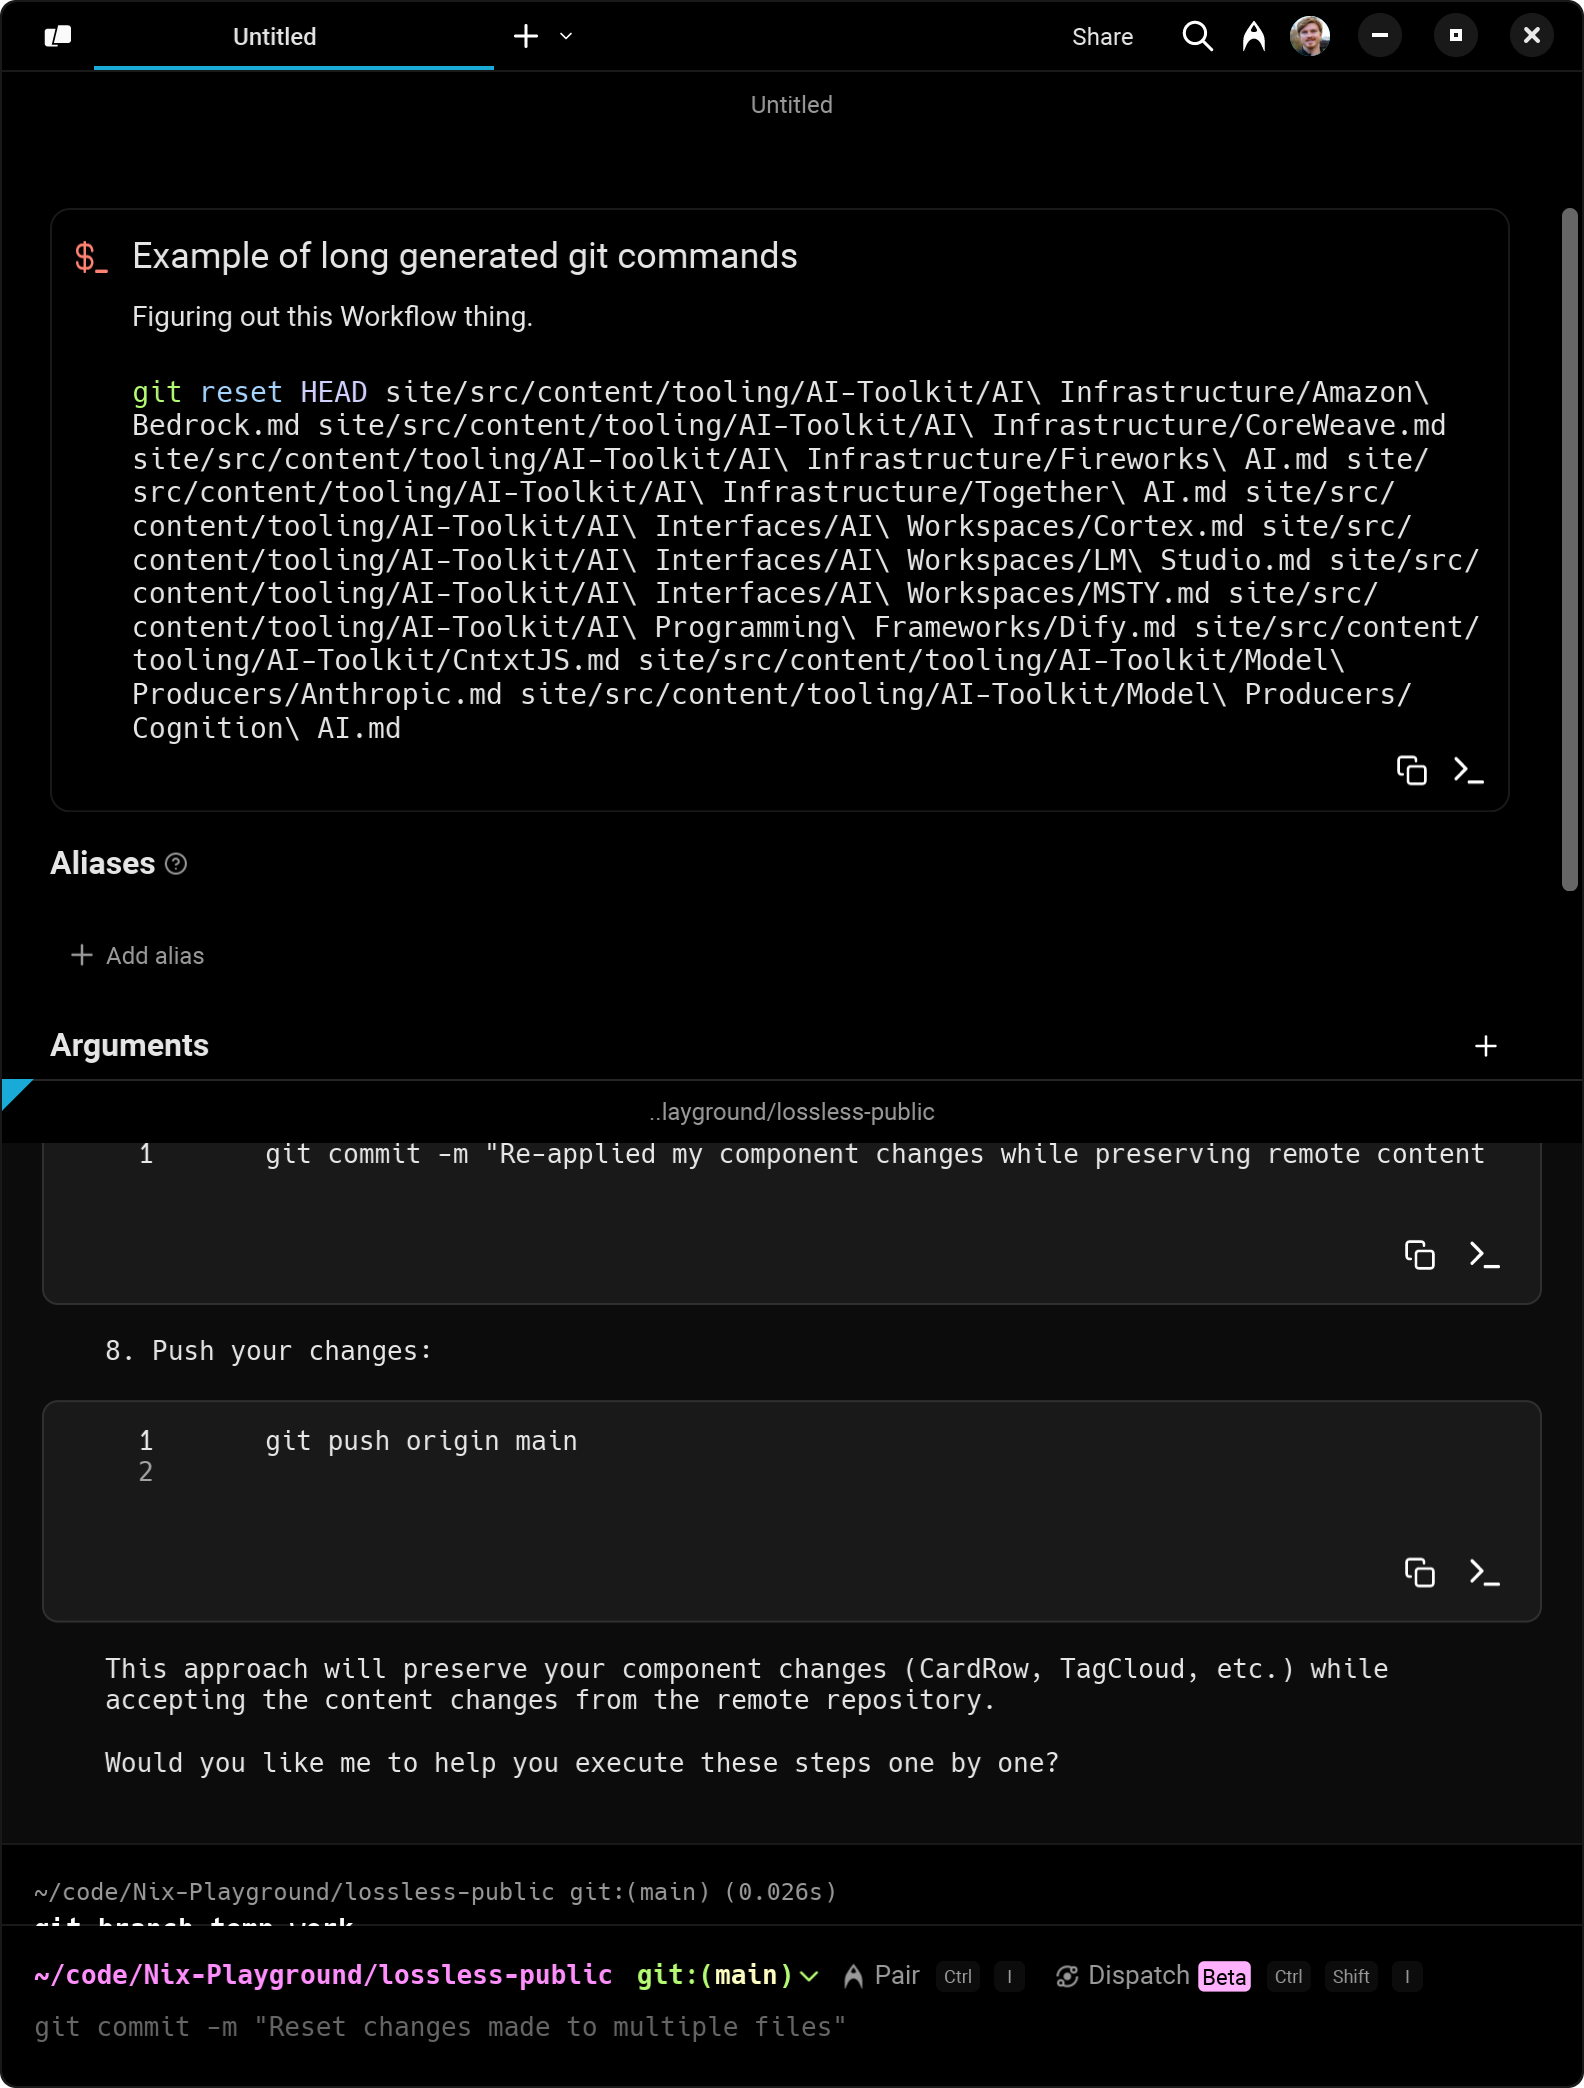 Untitled
Share
Untitled
$_ Example of long generated git commands
Figuring out this Workflow thing.
git reset HEAD site/src/content/tooling/AI-Toolkit/AI\ Infrastructure/Amazon\
Bedrock.md site/src/content/tooling/AI-Toolkit/AI\ Infrastructure/CoreWeave.md
site/src/content/tooling/AI-Toolkit/AI\ Infrastructure/Fireworks\ AI.md site/
src/content/tooling/AI-Toolkit/AI\ Infrastructure/Together\ AI.md site/src/
content/tooling/AI-Toolkit/AI\ Interfaces/AI\ Workspaces/Cortex.md site/src/
content/tooling/AI-Toolkit/AI\ Interfaces/AI\ Workspaces/LM\ Studio.md site/src/
content/tooling/AI-Toolkit/AI\ Interfaces/AI\ Workspaces/MSTY.md site/src/
content/tooling/AI-Toolkit/AI\ Programming\ Frameworks/Dify.md site/src/content/
tooling/AI-Toolkit/CntxtJS.md site/src/content/tooling/AI-Toolkit/Model\
Producers/Anthropic.md site/src/content/tooling/AI-Toolkit/Model\ Producers/
Cognition\ AI.md
Aliases
Add alias
Arguments
..layground/lossless-public
1 git commit -m "Re-applied my component changes while preserving remote content
8. Push your changes:
1 git push origin main
2
This approach will preserve your component changes (CardRow, TagCloud, etc.) while
accepting the content changes from the remote repository.
Would you like me to help you execute these steps one by one?
~/code/Nix-Playground/lossless-public git:(main) (0.026s)
git branch temp-work
~/code/Nix-Playground/lossless-public git:(main) Pair Ctrl I Dispatch Beta Ctrl Shift I
git commit -m "Reset changes made to multiple files"